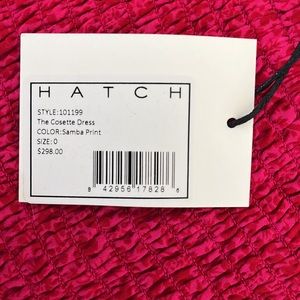 HATCH
STYLE:101199
The Cosette Dress
COLOR:Samba Print
SIZE:0
$298.00
8 42956 17828 6